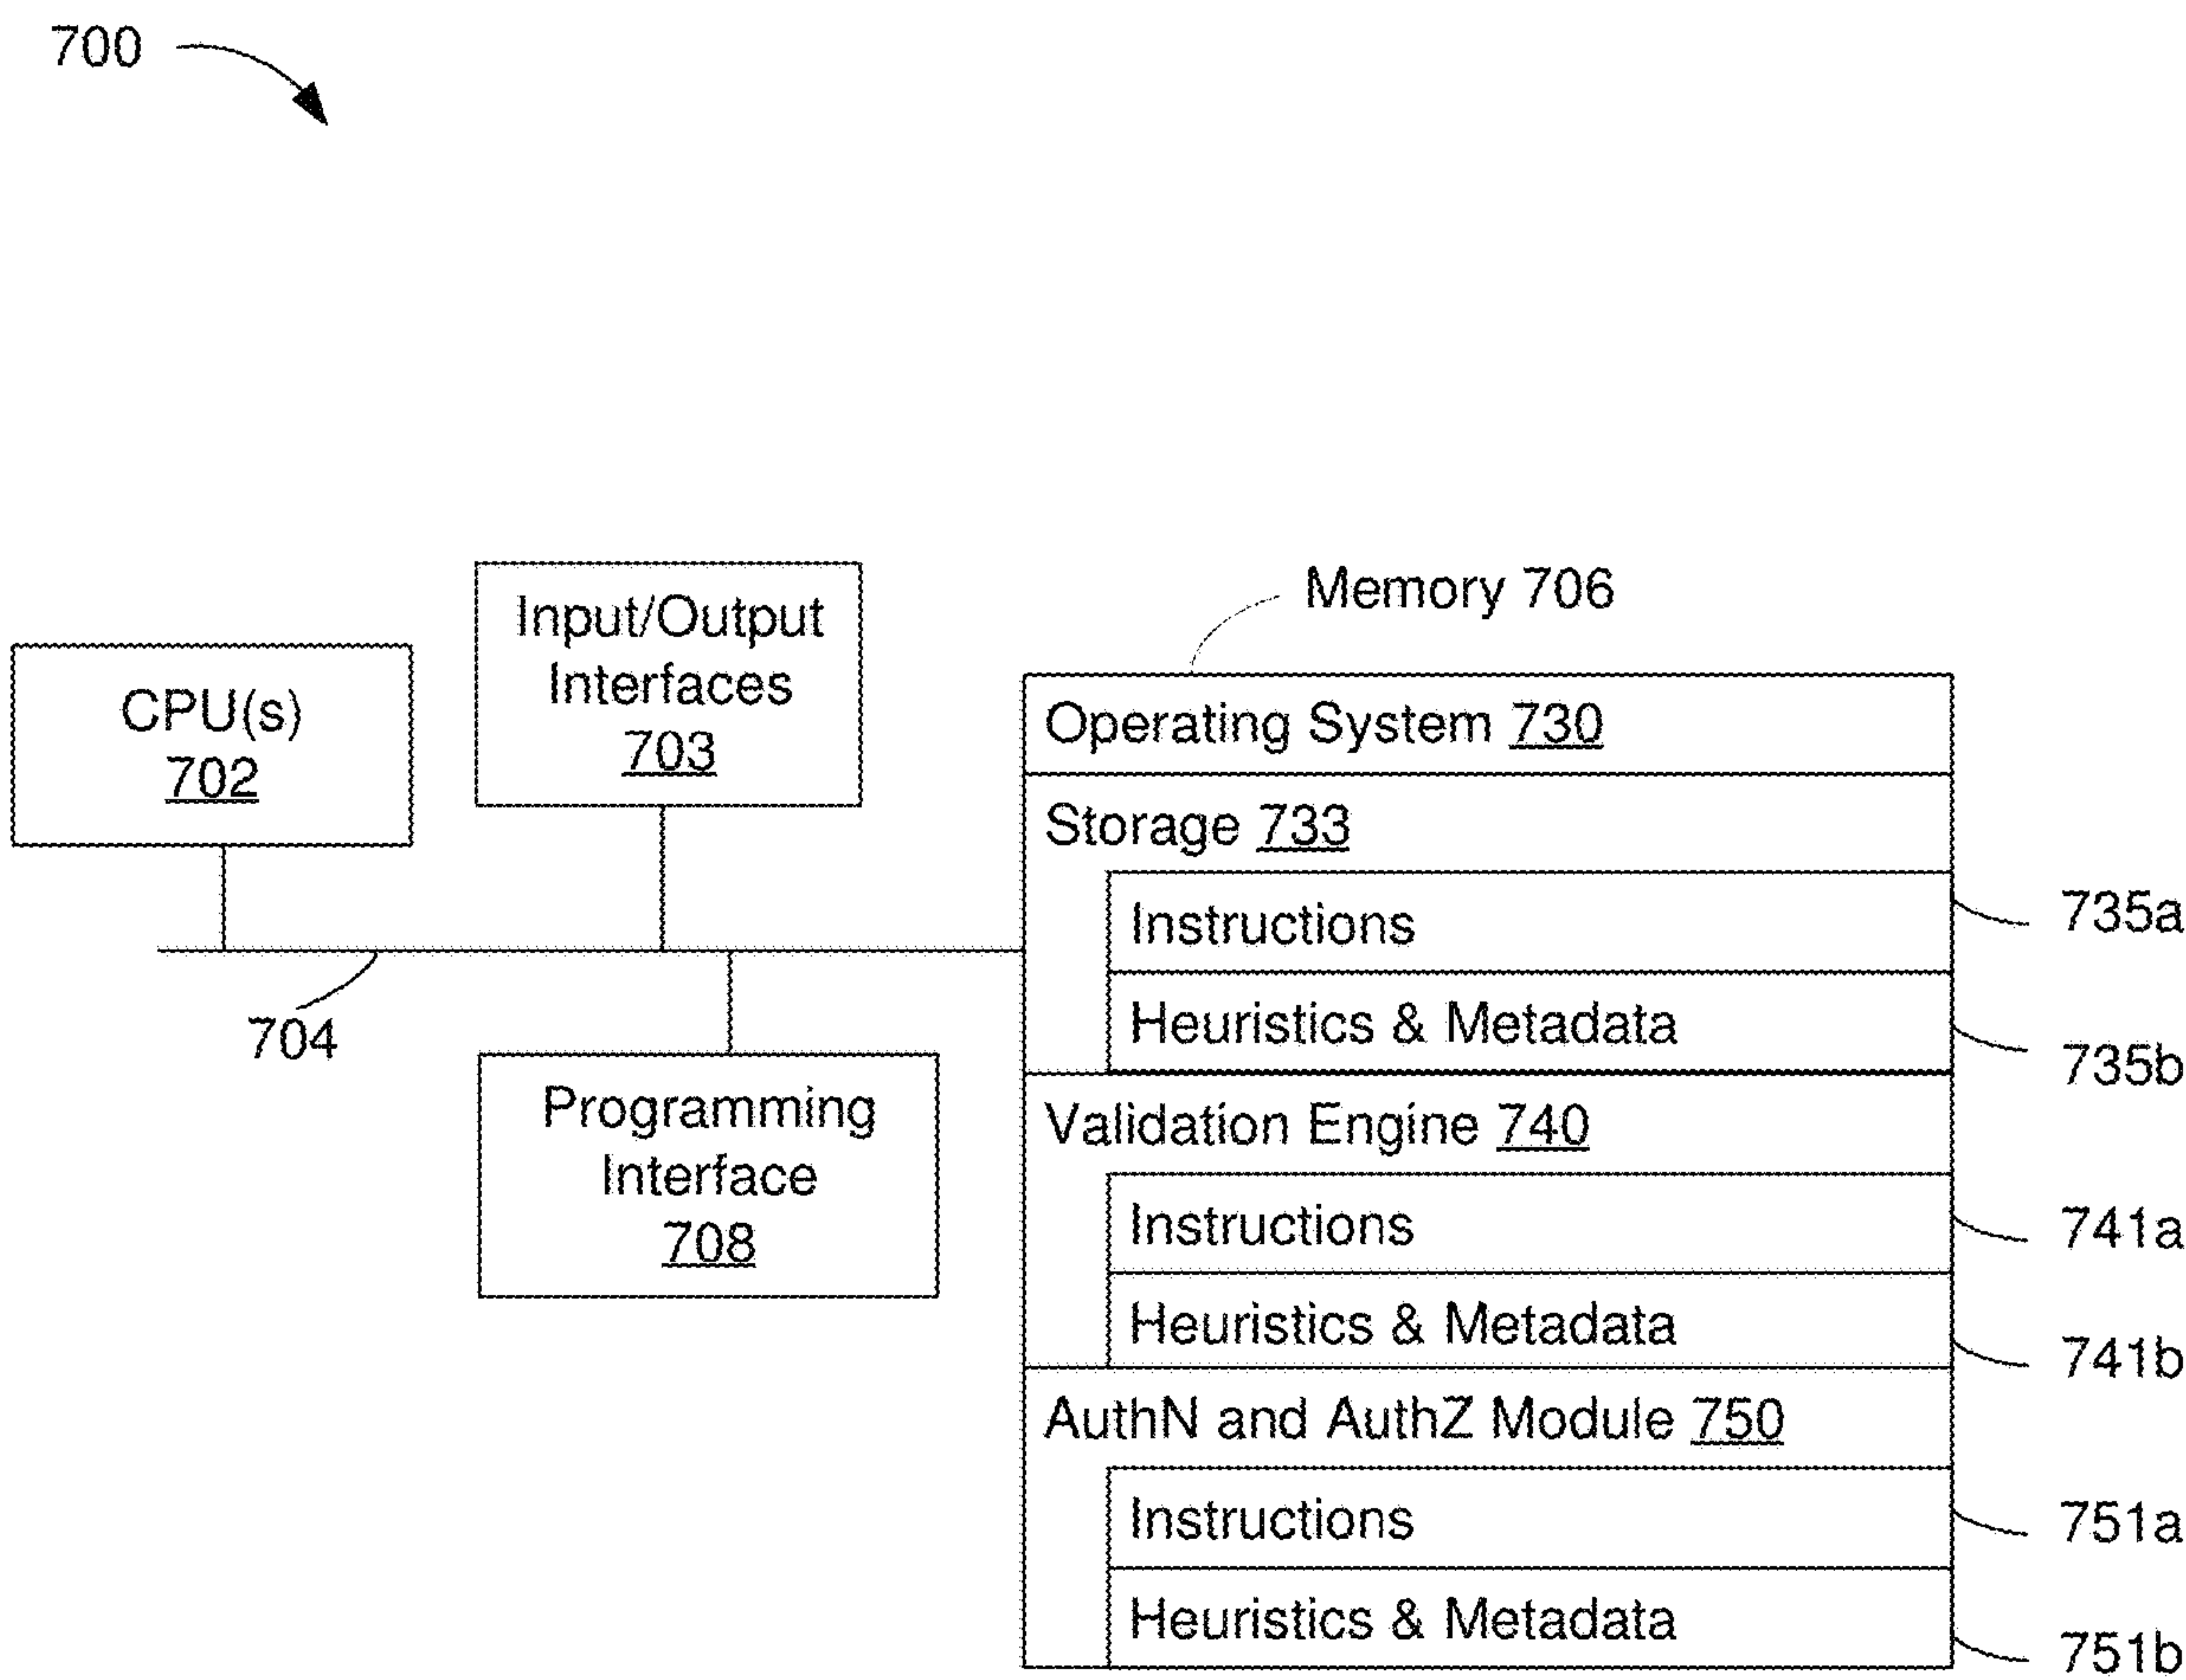 700
Input/Output
Interfaces
703
CPU(s)
702
704
Programming
Interface
708
Memory 706
Operating System 730
Storage 733
Instructions
735a
Heuristics & Metadata
735b
Validation Engine 740
Instructions
741a
Heuristics & Metadata
741b
AuthN and AuthZ Module 750
Instructions
751a
Heuristics & Metadata
751b